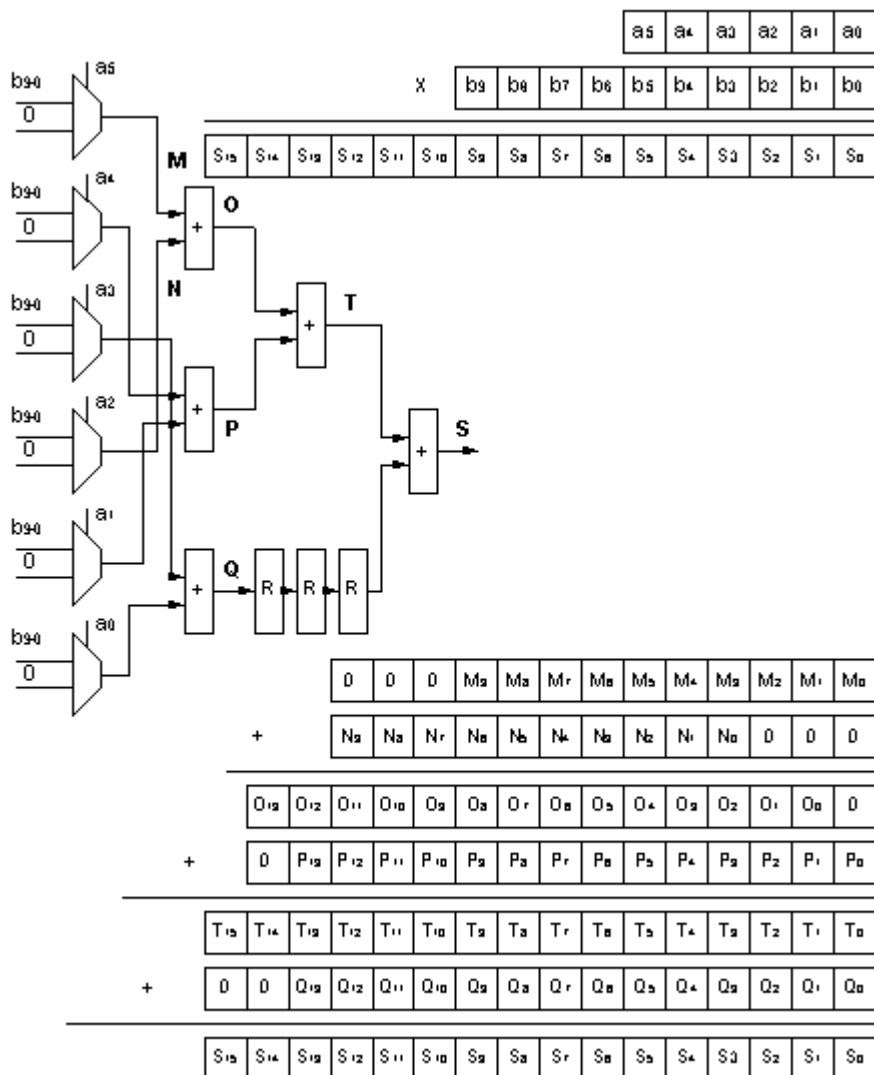 a5 a4 a3 a2 a1 a0
X b9 b8 b7 b6 b5 b4 b3 b2 b1 b0
S15 S14 S13 S12 S11 S10 S9 S8 S7 S6 S5 S4 S3 S2 S1 S0
b9-0 0 a5
M
b9-0 0 a4
+ O
N
b9-0 0 a3
+ T
b9-0 0 a2
+ P
+ S
b9-0 0 a1
+ Q R R R
b9-0 0 a0
0 0 0 M9 M8 M7 M6 M5 M4 M3 M2 M1 M0
+ N9 N8 N7 N6 N5 N4 N3 N2 N1 N0 0 0 0
O13 O12 O11 O10 O9 O8 O7 O6 O5 O4 O3 O2 O1 O0 0
+ 0 P13 P12 P11 P10 P9 P8 P7 P6 P5 P4 P3 P2 P1 P0
T15 T14 T13 T12 T11 T10 T9 T8 T7 T6 T5 T4 T3 T2 T1 T0
+ 0 0 Q13 Q12 Q11 Q10 Q9 Q8 Q7 Q6 Q5 Q4 Q3 Q2 Q1 Q0
S15 S14 S13 S12 S11 S10 S9 S8 S7 S6 S5 S4 S3 S2 S1 S0